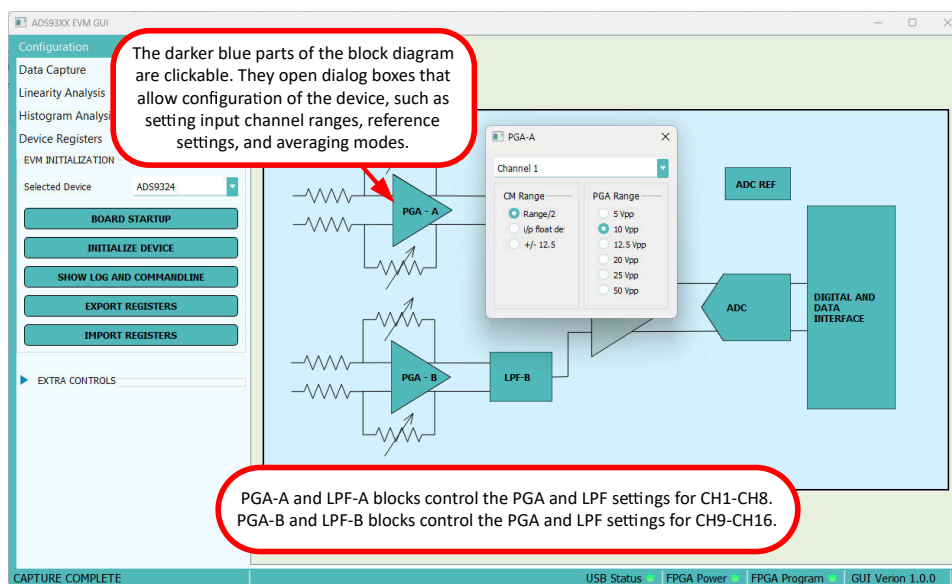 ADS93XX EVM GUI
Configuration
Data Capture
Linearity Analysis
Histogram Analysi
Device Registers
EVM INITIALIZATION
Selected Device ADS9324
BOARD STARTUP
INITIALIZE DEVICE
SHOW LOG AND COMMANDLINE
EXPORT REGISTERS
IMPORT REGISTERS
EXTRA CONTROLS
The darker blue parts of the block diagram
are clickable. They open dialog boxes that
allow configuration of the device, such as
setting input channel ranges, reference
settings, and averaging modes.
PGA - A
PGA-A
Channel 1
CM Range
Range/2
i/p float de
+/- 12.5
PGA Range
5 Vpp
10 Vpp
12.5 Vpp
20 Vpp
25 Vpp
50 Vpp
ADC REF
ADC
DIGITAL AND
DATA
INTERFACE
PGA - B
LPF-B
PGA-A and LPF-A blocks control the PGA and LPF settings for CH1-CH8.
PGA-B and LPF-B blocks control the PGA and LPF settings for CH9-CH16.
CAPTURE COMPLETE
USB Status FPGA Power FPGA Program GUI Verion 1.0.0